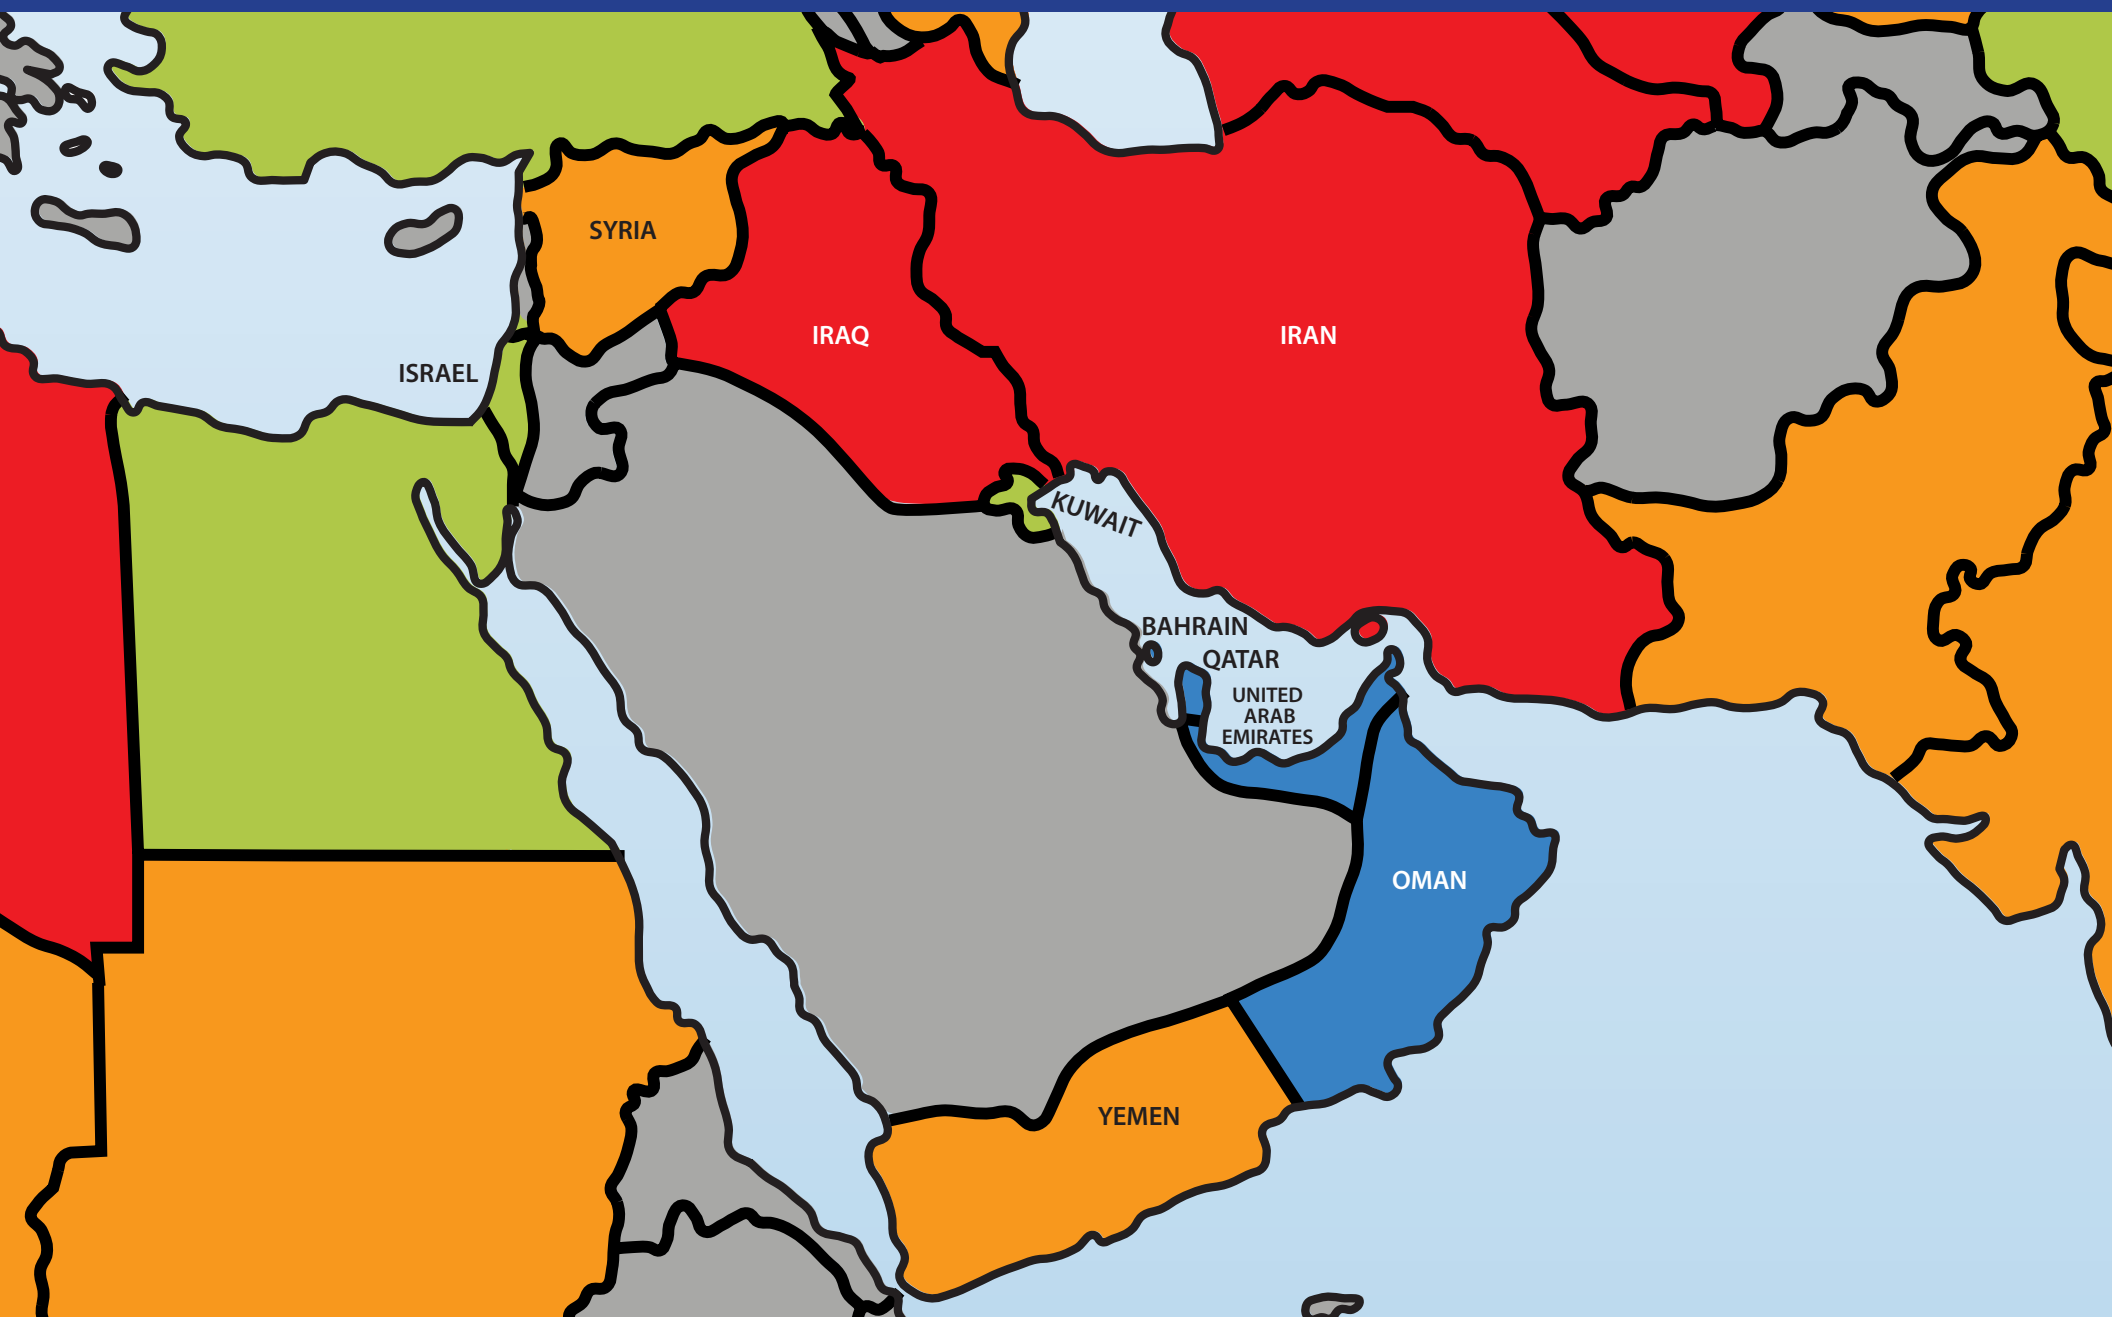 SYRIA
IRAQ
IRAN
ISRAEL
KUWAIT
BAHRAIN
QATAR
UNITED
ARAB
EMIRATES
OMAN
YEMEN